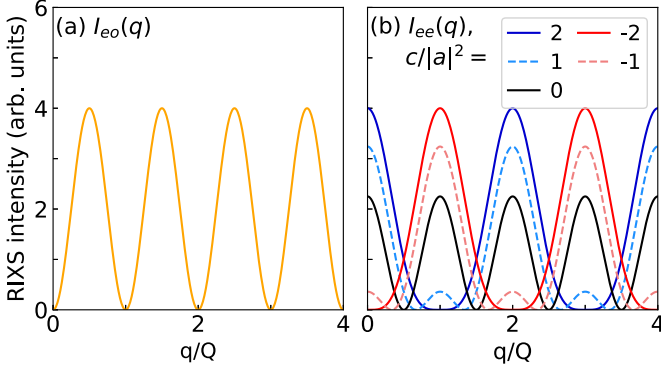 (a) I_eo(q)
(b) I_ee(q),
c/|a|² =
2
1
0
-2
-1
RIXS intensity (arb. units)
6
4
2
0
0
2
4
q/Q
0
2
4
q/Q